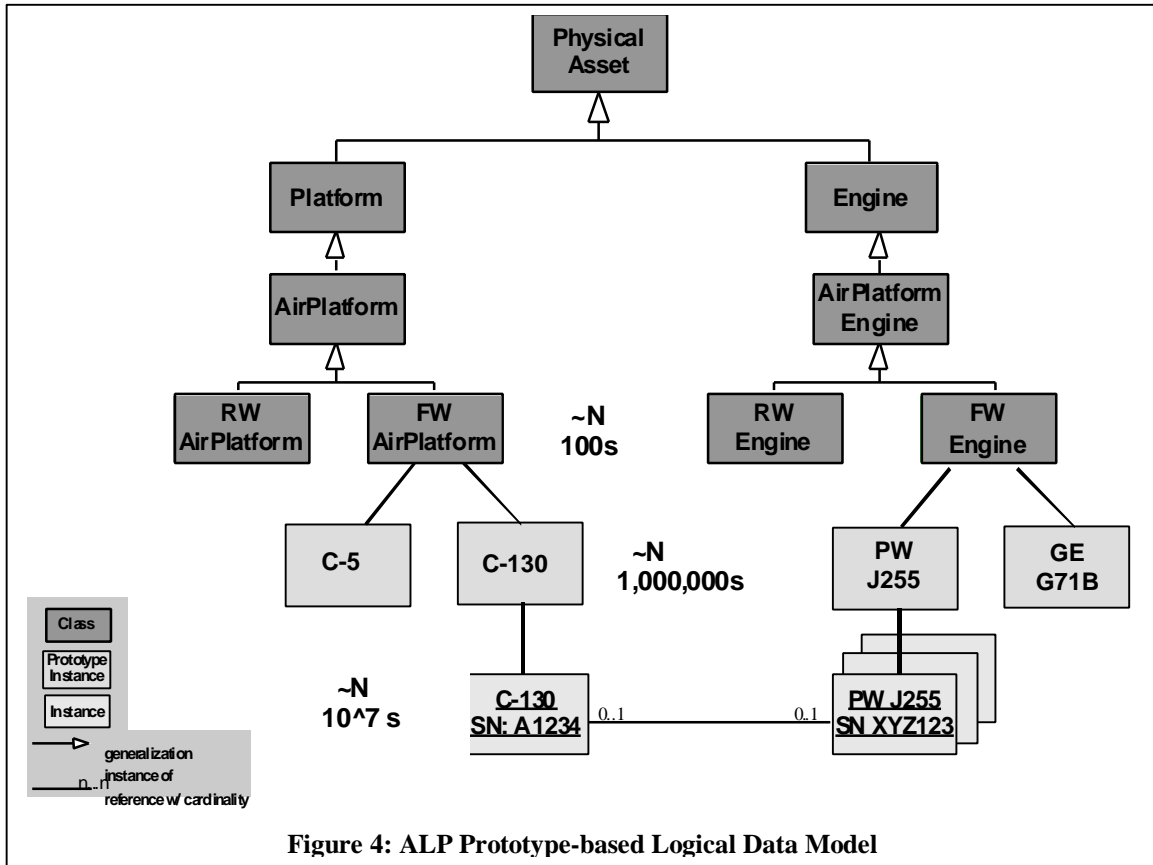 Physical
Asset
Platform
Engine
AirPlatform
AirPlatform
Engine
RW
AirPlatform
FW
AirPlatform
~N
100s
RW
Engine
FW
Engine
C-5
C-130
~N
1,000,000s
PW
J255
GE
G71B
Class
Prototype
Instance
Instance
~N
10^7 s
C-130
SN: A1234
0..1
0..1
PW J255
SN XYZ123
generalization
instance of
n..n
reference w/ cardinality
Figure 4: ALP Prototype-based Logical Data Model